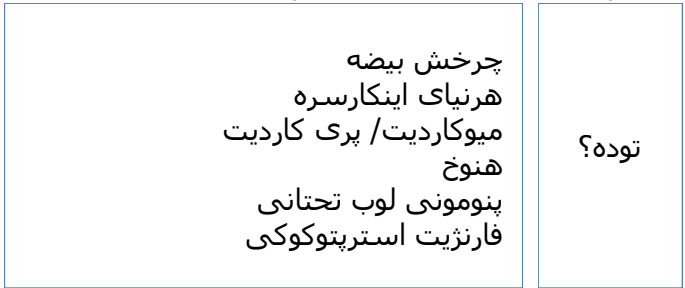 توده؟
چرخش بیضه
هرنیای اینکارسره
میوکاردیت/ پری کاردیت
هنوخ
پنومونی لوب تحتانی
فارنژیت استرپتوکوکی